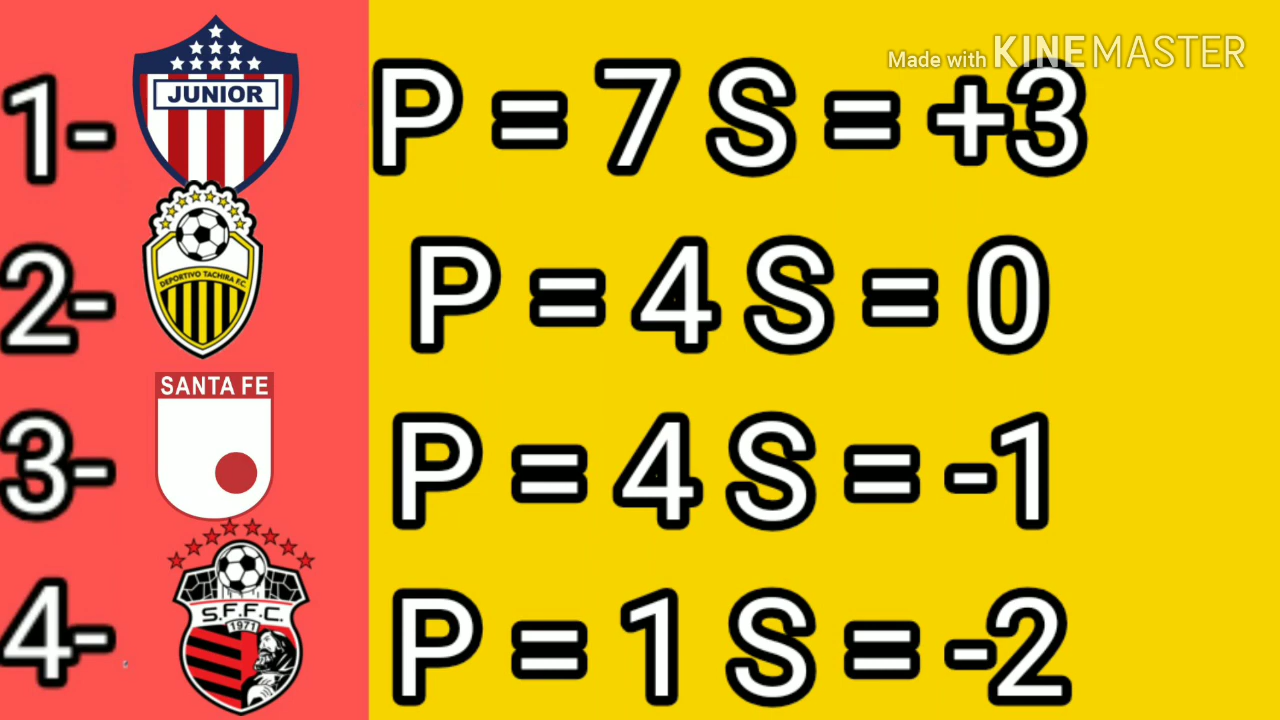 Made with KINEMASTER
1- JUNIOR P = 7 S = +3
2- DEPORTIVO TACHIRA F.C. P = 4 S = 0
SANTA FE
3- P = 4 S = -1
S.F.F.C.
1971
4- P = 1 S = -2